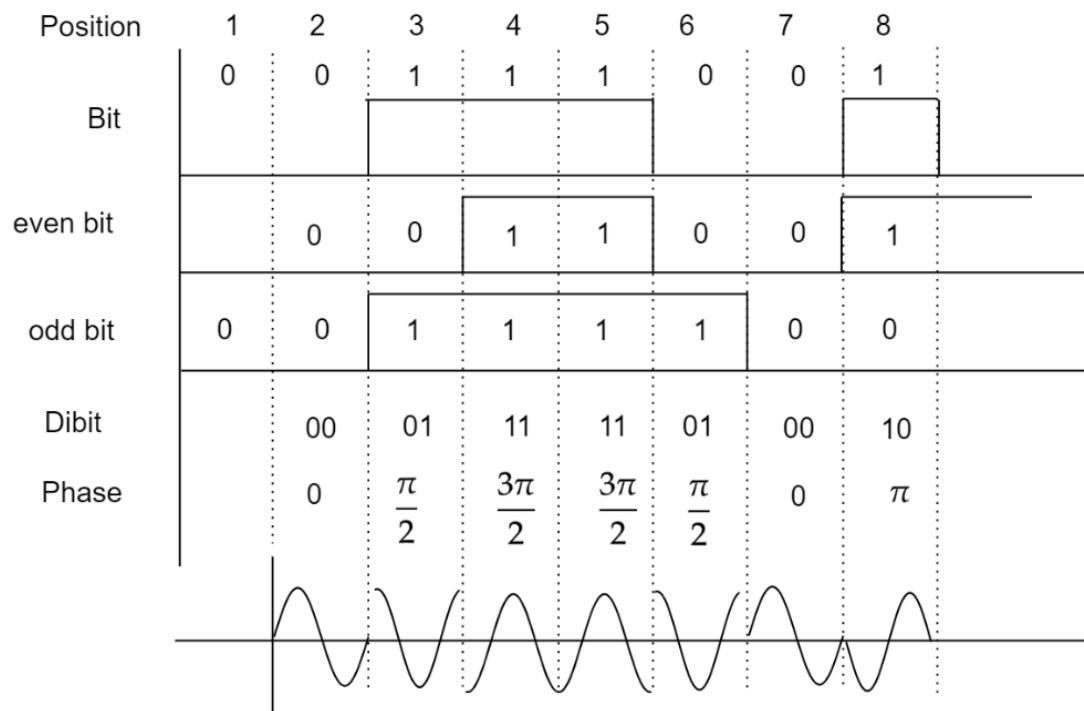 Position 1 2 3 4 5 6 7 8
0 0 1 1 1 0 0 1
Bit
even bit 0 0 1 1 0 0 1
odd bit 0 0 1 1 1 1 0 0
Dibit 00 01 11 11 01 00 10
Phase 0 π/2 3π/2 3π/2 π/2 0 π